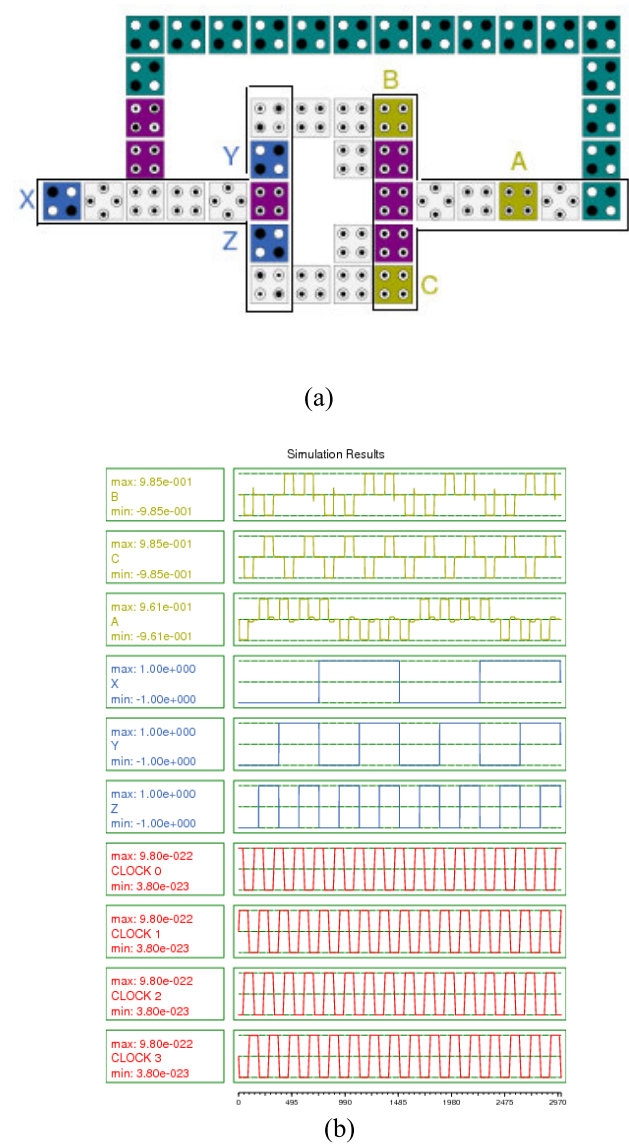 B
Y
A
X
Z
C
(a)
Simulation Results
max: 9.85e-001
B
min: -9.85e-001
max: 9.85e-001
C
min: -9.85e-001
max: 9.61e-001
A
min: -9.61e-001
max: 1.00e+000
X
min: -1.00e+000
max: 1.00e+000
Y
min: -1.00e+000
max: 1.00e+000
Z
min: -1.00e+000
max: 9.80e-022
CLOCK 0
min: 3.80e-023
max: 9.80e-022
CLOCK 1
min: 3.80e-023
max: 9.80e-022
CLOCK 2
min: 3.80e-023
max: 9.80e-022
CLOCK 3
min: 3.80e-023
0 495 990 1485 1980 2475 2970
(b)